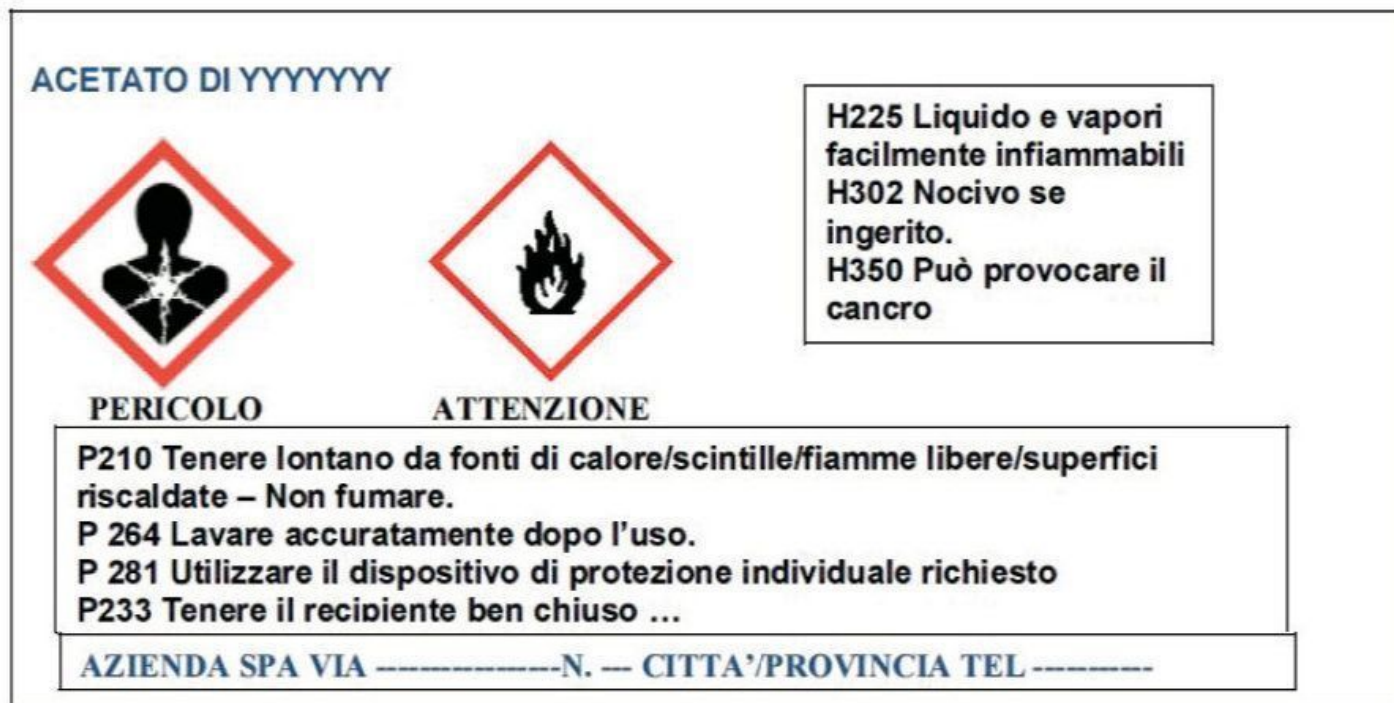 ACETATO DI YYYYYYY
H225 Liquido e vapori
facilmente infiammabili
H302 Nocivo se
ingerito.
H350 Può provocare il
cancro
PERICOLO
ATTENZIONE
P210 Tenere lontano da fonti di calore/scintille/fiamme libere/superfici
riscaldate – Non fumare.
P 264 Lavare accuratamente dopo l'uso.
P 281 Utilizzare il dispositivo di protezione individuale richiesto
P233 Tenere il recipiente ben chiuso …
AZIENDA SPA VIA -----------------N. --- CITTA'/PROVINCIA TEL -----------